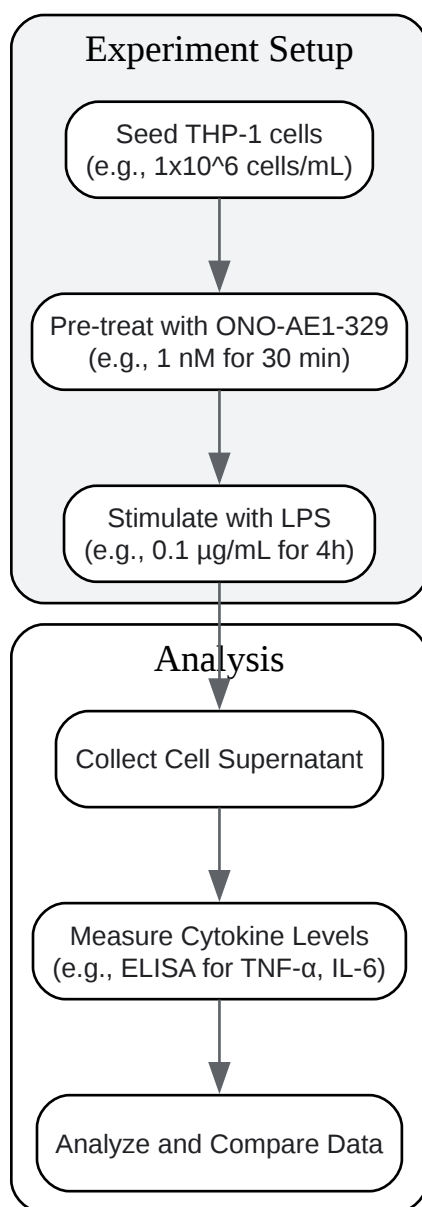 Experiment Setup
Seed THP-1 cells
(e.g., 1x10^6 cells/mL)
Pre-treat with ONO-AE1-329
(e.g., 1 nM for 30 min)
Stimulate with LPS
(e.g., 0.1 µg/mL for 4h)
Analysis
Collect Cell Supernatant
Measure Cytokine Levels
(e.g., ELISA for TNF-α, IL-6)
Analyze and Compare Data